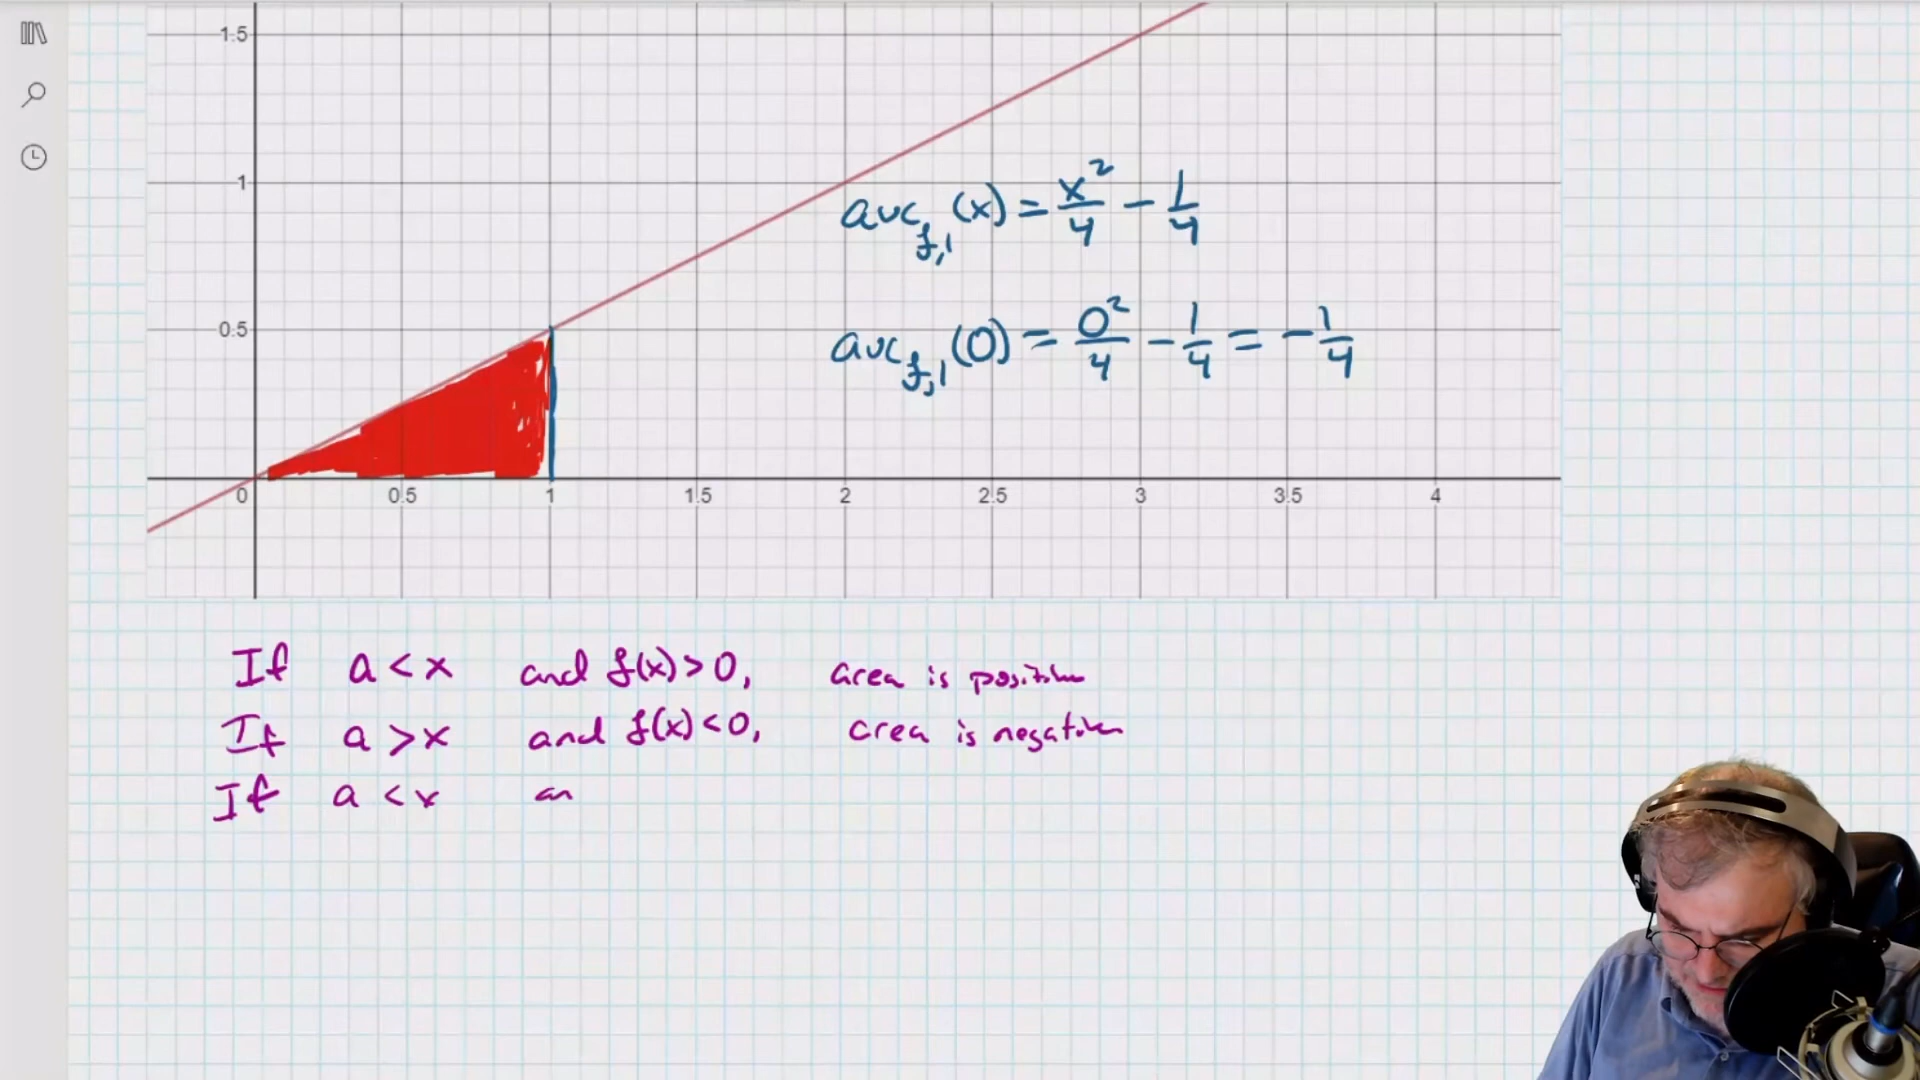 1.5
1
auc_{f,1}(x) = x²/4 - 1/4
0.5
auc_{f,1}(0) = 0²/4 - 1/4 = -1/4
0 0.5 1 1.5 2 2.5 3 3.5 4
If a < x and f(x) > 0, area is positive
If a > x and f(x) < 0, area is negative
If a < x an